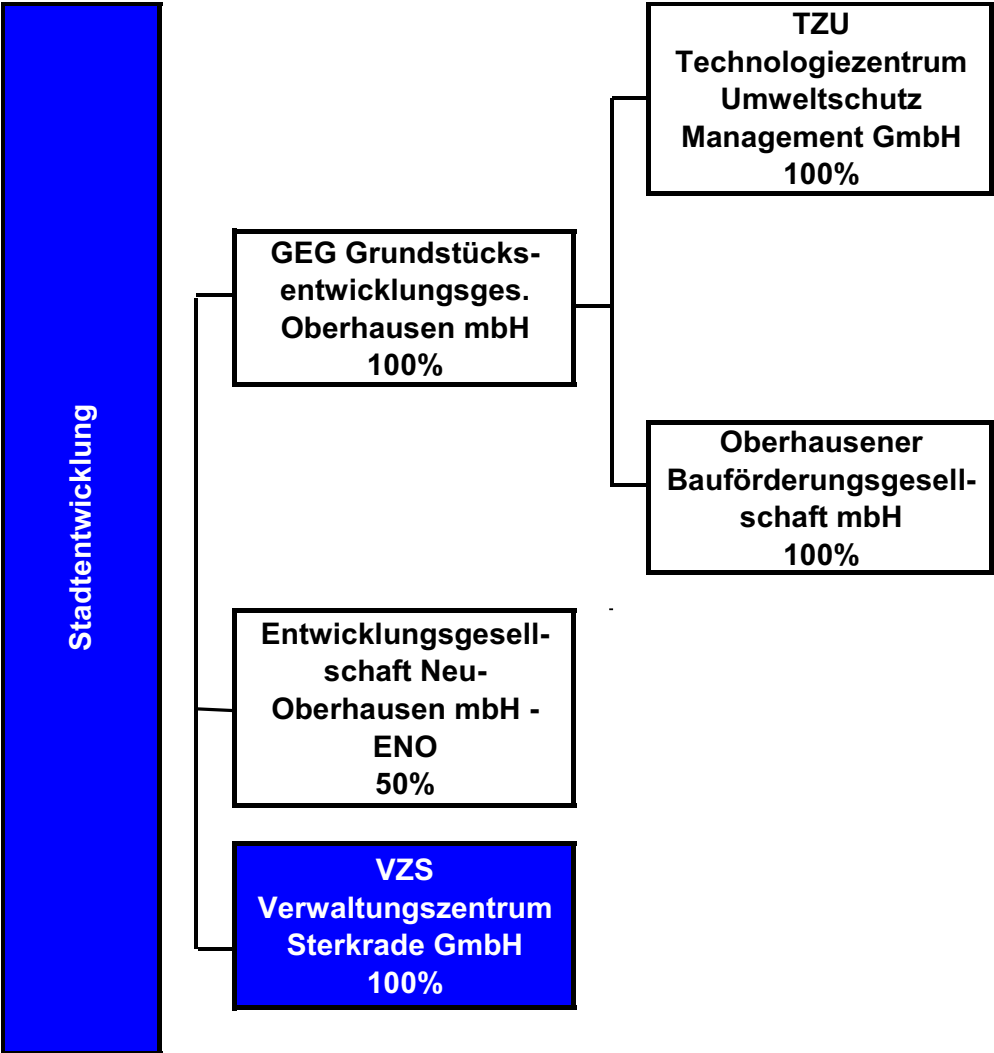 Stadtentwicklung
TZU
Technologiezentrum
Umweltschutz
Management GmbH
100%
GEG Grundstücks-
entwicklungsges.
Oberhausen mbH
100%
Oberhausener
Bauförderungsgesell-
schaft mbH
100%
Entwicklungsgesell-
schaft Neu-
Oberhausen mbH -
ENO
50%
VZS
Verwaltungszentrum
Sterkrade GmbH
100%